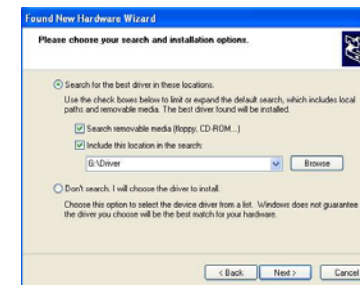 Found New Hardware Wizard
Please choose your search and installation options.
Search for the best driver in these locations.
Use the check boxes below to limit or expand the default search, which includes local
paths and removable media. The best driver found will be installed.
Search removable media (floppy, CD-ROM...)
Include this location in the search:
G:\Driver
Browse
Don't search. I will choose the driver to install.
Choose this option to select the device driver from a list. Windows does not guarantee
the driver you choose will be the best match for your hardware.
< Back
Next >
Cancel